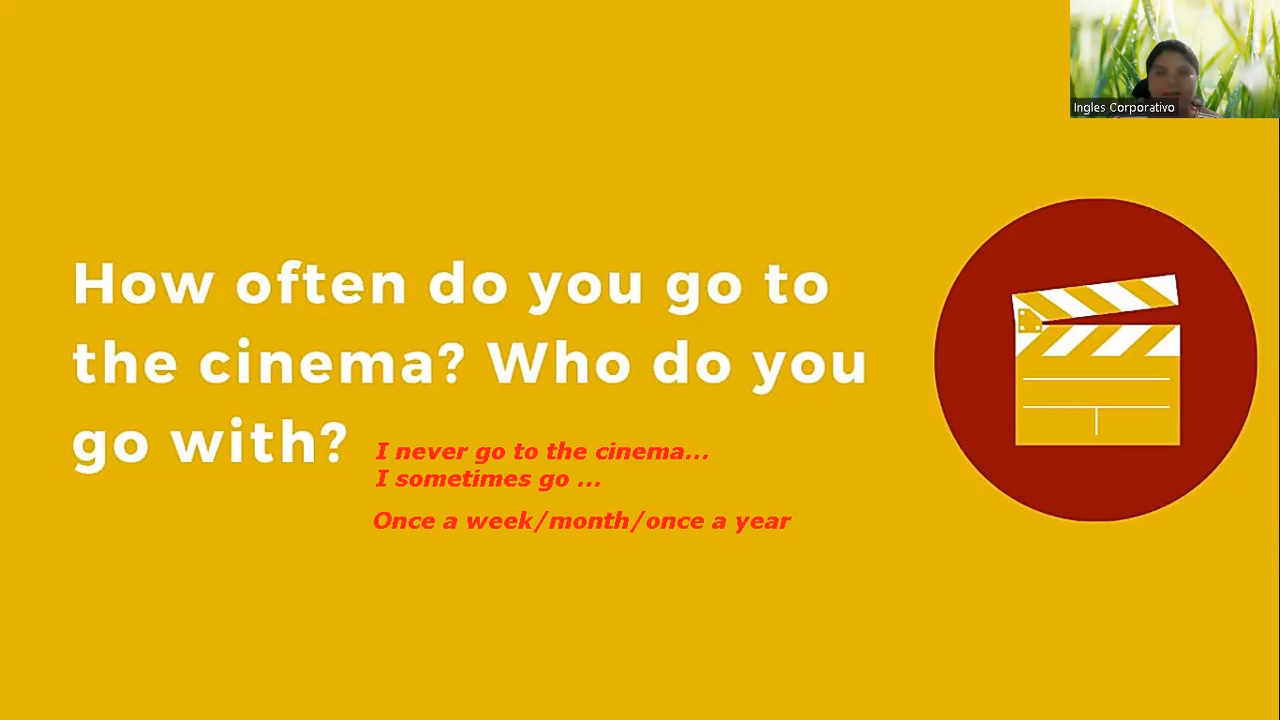 Ingles Corporativo
How often do you go to
the cinema? Who do you
go with?
I never go to the cinema...
I sometimes go ...
Once a week/month/once a year